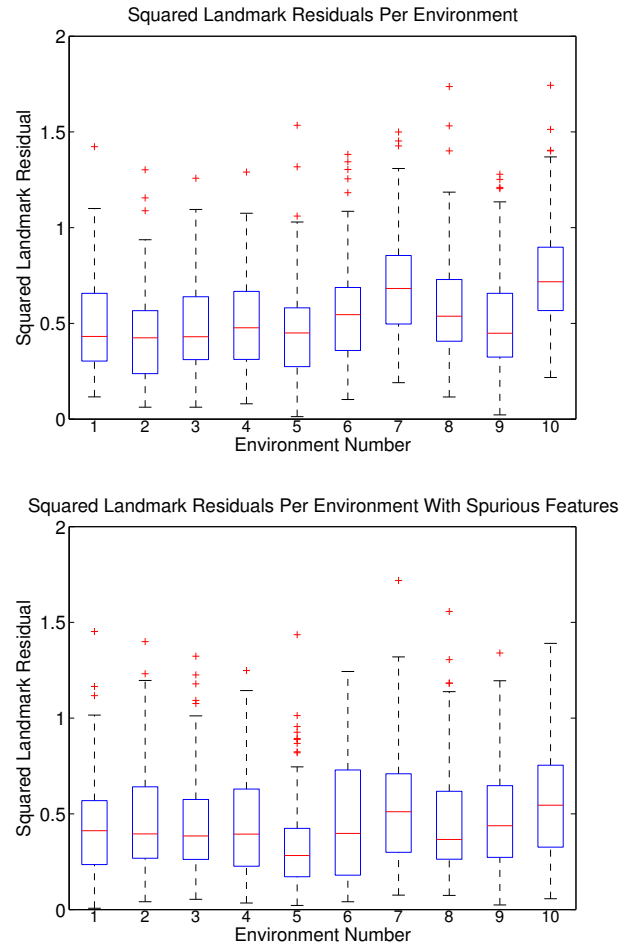 Squared Landmark Residuals Per Environment
2
1.5
1
0.5
0
Squared Landmark Residual
1 2 3 4 5 6 7 8 9 10
Environment Number
Squared Landmark Residuals Per Environment With Spurious Features
2
1.5
1
0.5
0
Squared Landmark Residual
1 2 3 4 5 6 7 8 9 10
Environment Number